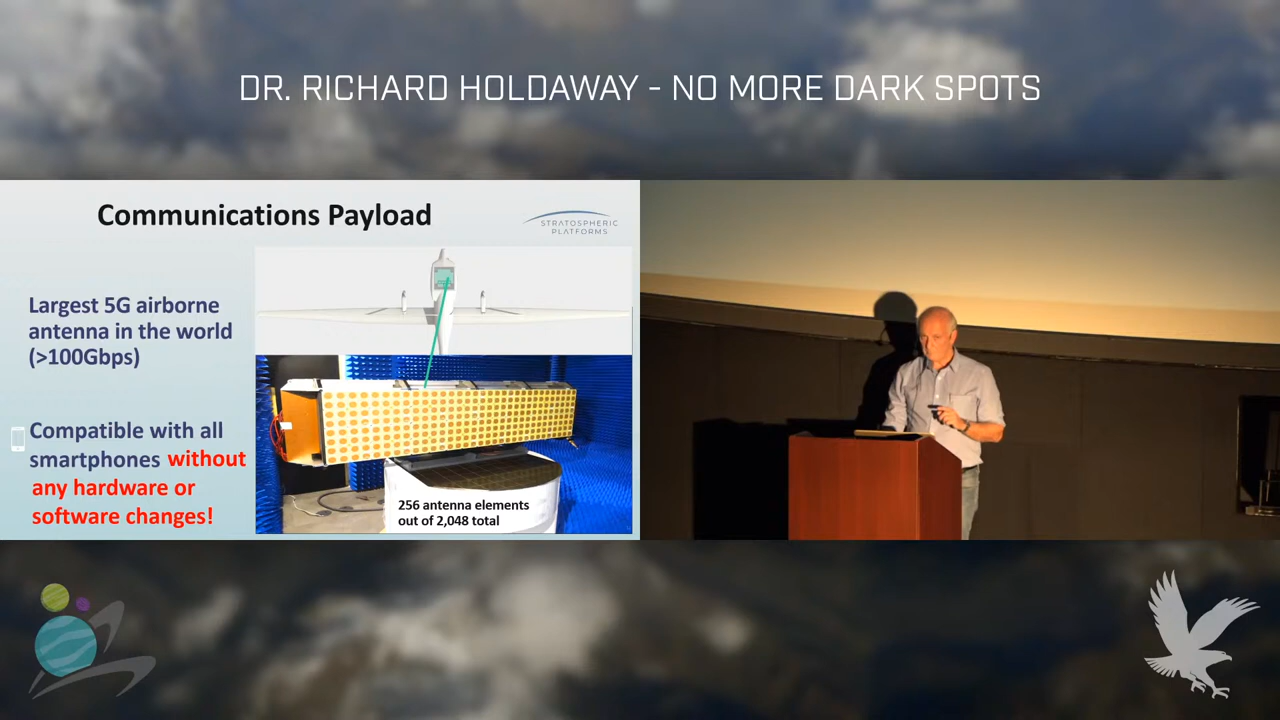 DR. RICHARD HOLDAWAY - NO MORE DARK SPOTS
Communications Payload
STRATOSPHERIC
PLATFORMS
Largest 5G airborne
antenna in the world
(>100Gbps)
Compatible with all
smartphones without
any hardware or
software changes!
256 antenna elements
out of 2,048 total